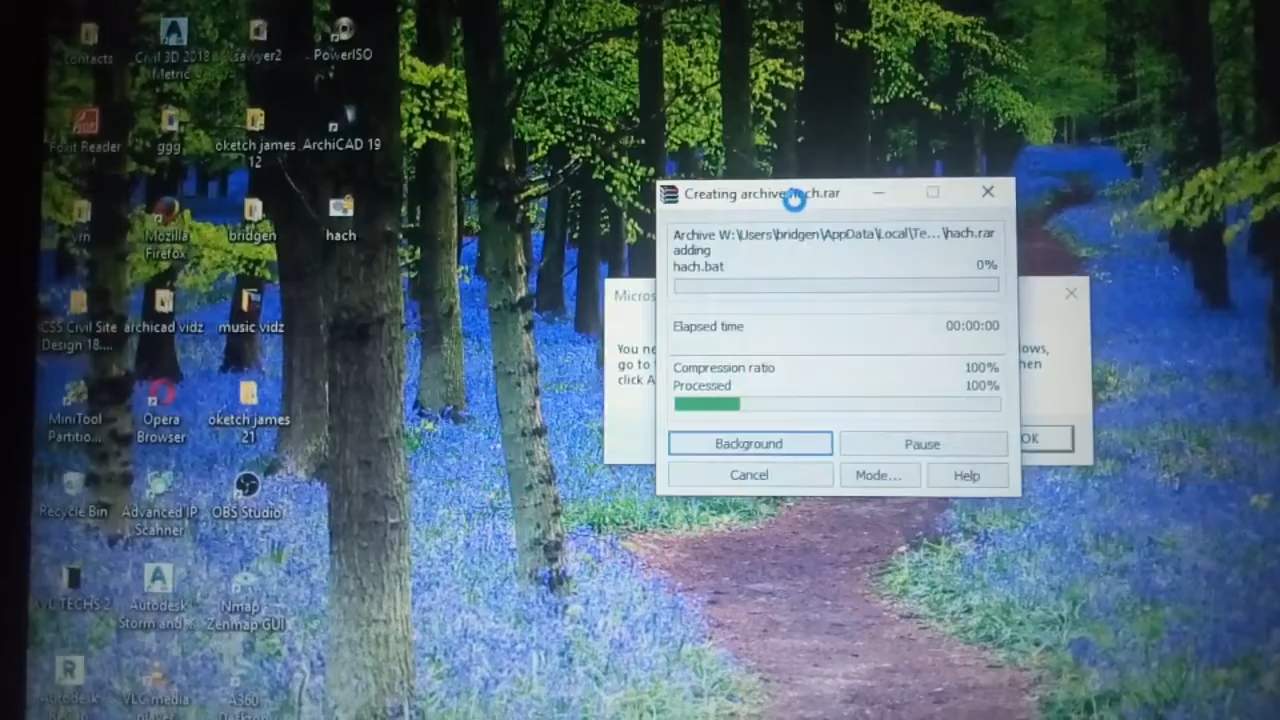 Civil 3D 2018
Metric
sawyer2
PowerISO
Foxit Reader
ggg
oketch james
12
ArchiCAD 19
Mozilla
Firefox
bridgen
hach
CSS Civil Site
Design 18....
archicad vidz
music vidz
MiniTool
Partitio...
Opera
Browser
oketch james
21
Recycle Bin
Advanced IP
Scanner
OBS Studio
TECHS 2
Autodesk
Storm and...
Nmap -
Zenmap GUI
Autodesk
VLC media
player
A360
Creating archive hach.rar
Archive W:\Users\bridgen\AppData\Local\Te...\hach.rar
adding
hach.bat
0%
Elapsed time
00:00:00
Compression ratio
100%
Processed
100%
Background
Pause
Cancel
Mode...
Help
Micros
You ne
go to
click A
ows,
hen
OK